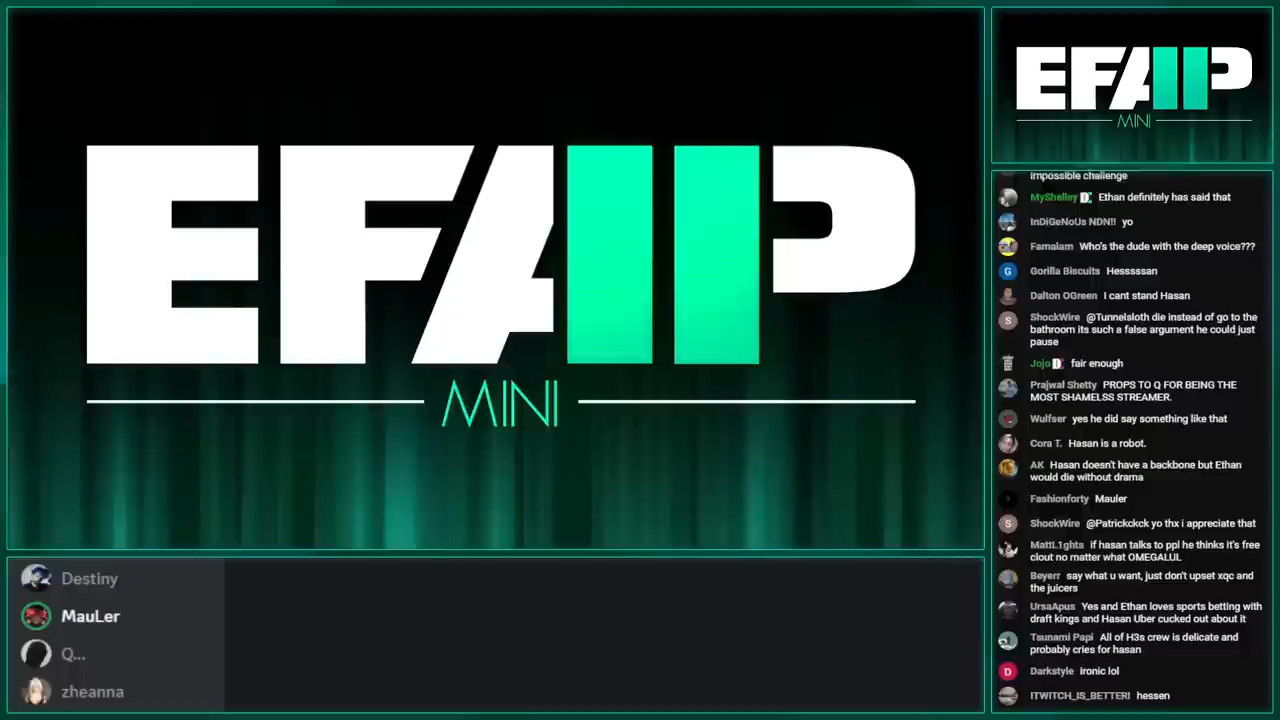 EFAP
MINI
Destiny
MauLer
Q...
zheanna
EFAP
MINI
impossible challenge
MyShelley Ethan definitely has said that
InDiGeNoUs NDN!! yo
Famalam Who's the dude with the deep voice???
G Gorilla Biscuits Hesssssan
Dalton OGreen I cant stand Hasan
S ShockWire @Tunnelsloth die instead of go to the
bathroom its such a false argument he could just
pause
Jojo fair enough
Prajwal Shetty PROPS TO Q FOR BEING THE
MOST SHAMELSS STREAMER.
Wulfser yes he did say something like that
Cora T. Hasan is a robot.
AK Hasan doesn't have a backbone but Ethan
would die without drama
Fashionforty Mauler
S ShockWire @Patrickckck yo thx i appreciate that
MattL1ghts if hasan talks to ppl he thinks it's free
clout no matter what OMEGALUL
Beyerr say what u want, just don't upset xqc and
the juicers
UrsaApus Yes and Ethan loves sports betting with
draft kings and Hasan Uber cucked out about it
Tsunami Papi All of H3s crew is delicate and
probably cries for hasan
D Darkstyle ironic lol
ITWITCH_IS_BETTER! hessen